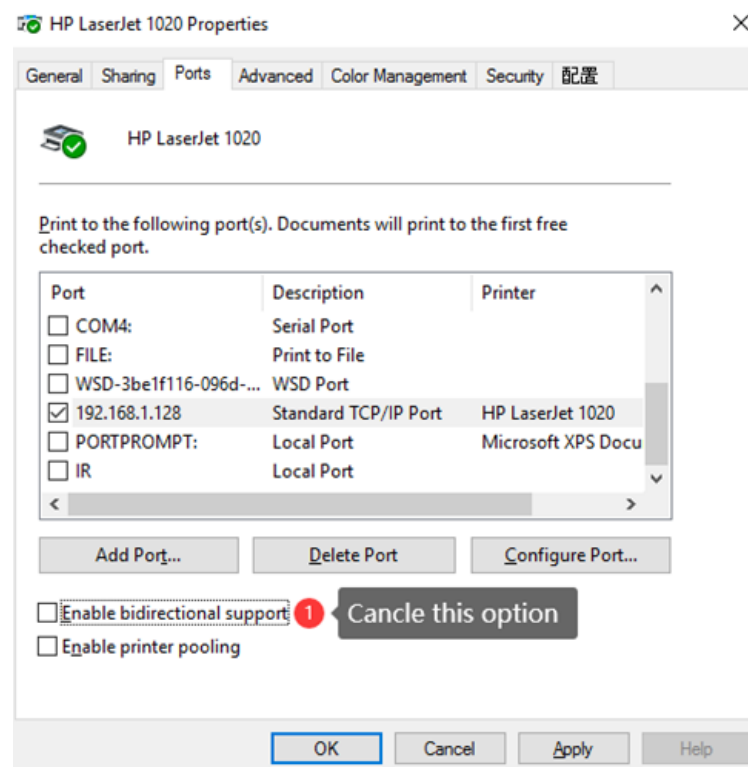 HP LaserJet 1020 Properties
General Sharing Ports Advanced Color Management Security 配置
HP LaserJet 1020
Print to the following port(s). Documents will print to the first free
checked port.
Port Description Printer
COM4: Serial Port
FILE: Print to File
WSD-3be1f116-096d-... WSD Port
192.168.1.128 Standard TCP/IP Port HP LaserJet 1020
PORTPROMPT: Local Port Microsoft XPS Docu
IR Local Port
Add Port... Delete Port Configure Port...
Enable bidirectional support 1 Cancle this option
Enable printer pooling
OK Cancel Apply Help